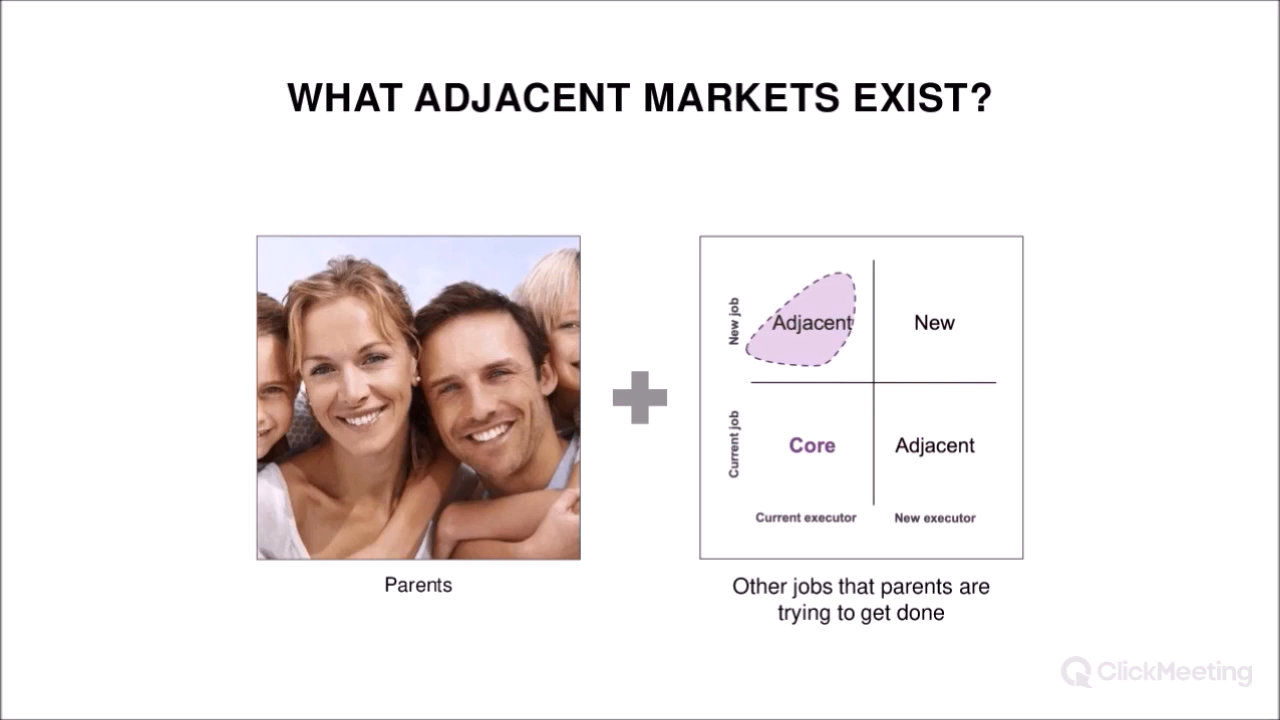 WHAT ADJACENT MARKETS EXIST?
New job
Adjacent
New
Current job
Core
Adjacent
Current executor
New executor
Parents
Other jobs that parents are
trying to get done
ClickMeeting